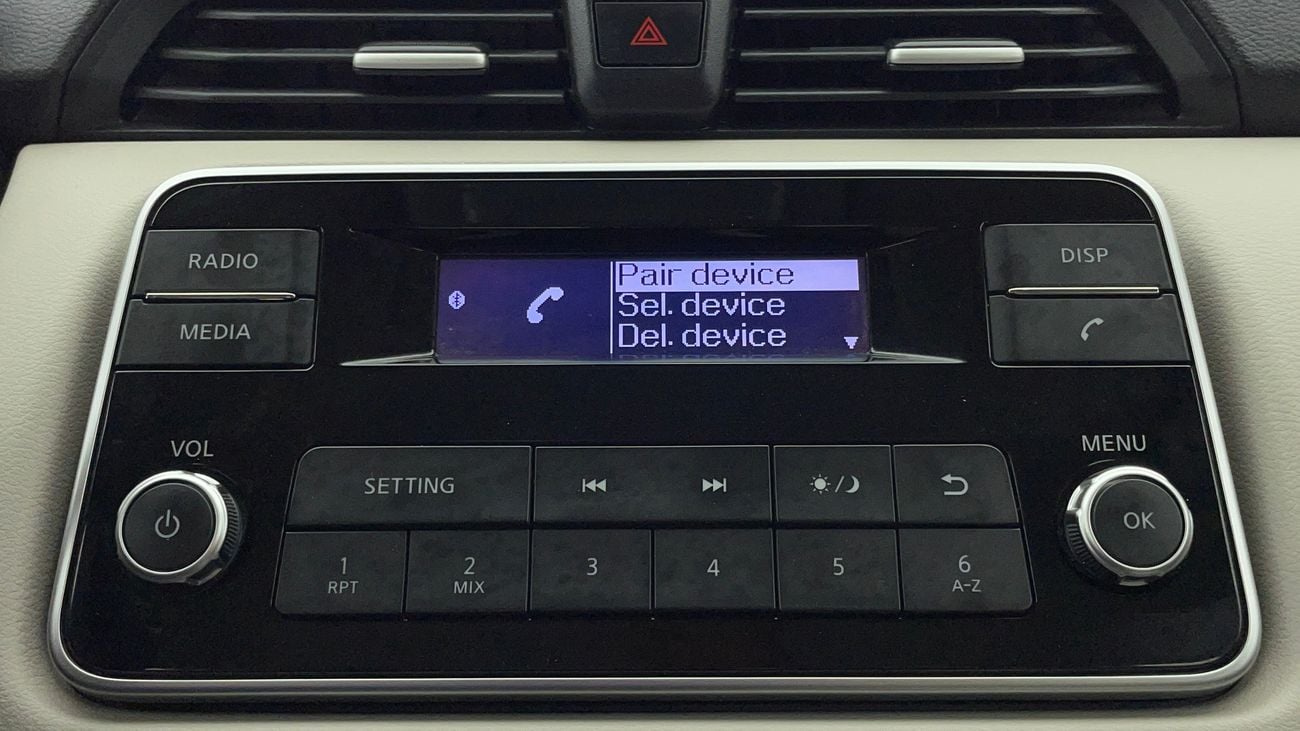 RADIO
MEDIA
Pair device
Sel. device
Del. device
DISP
VOL
MENU
SETTING
OK
1 2 3 4 5 6
RPT MIX A-Z